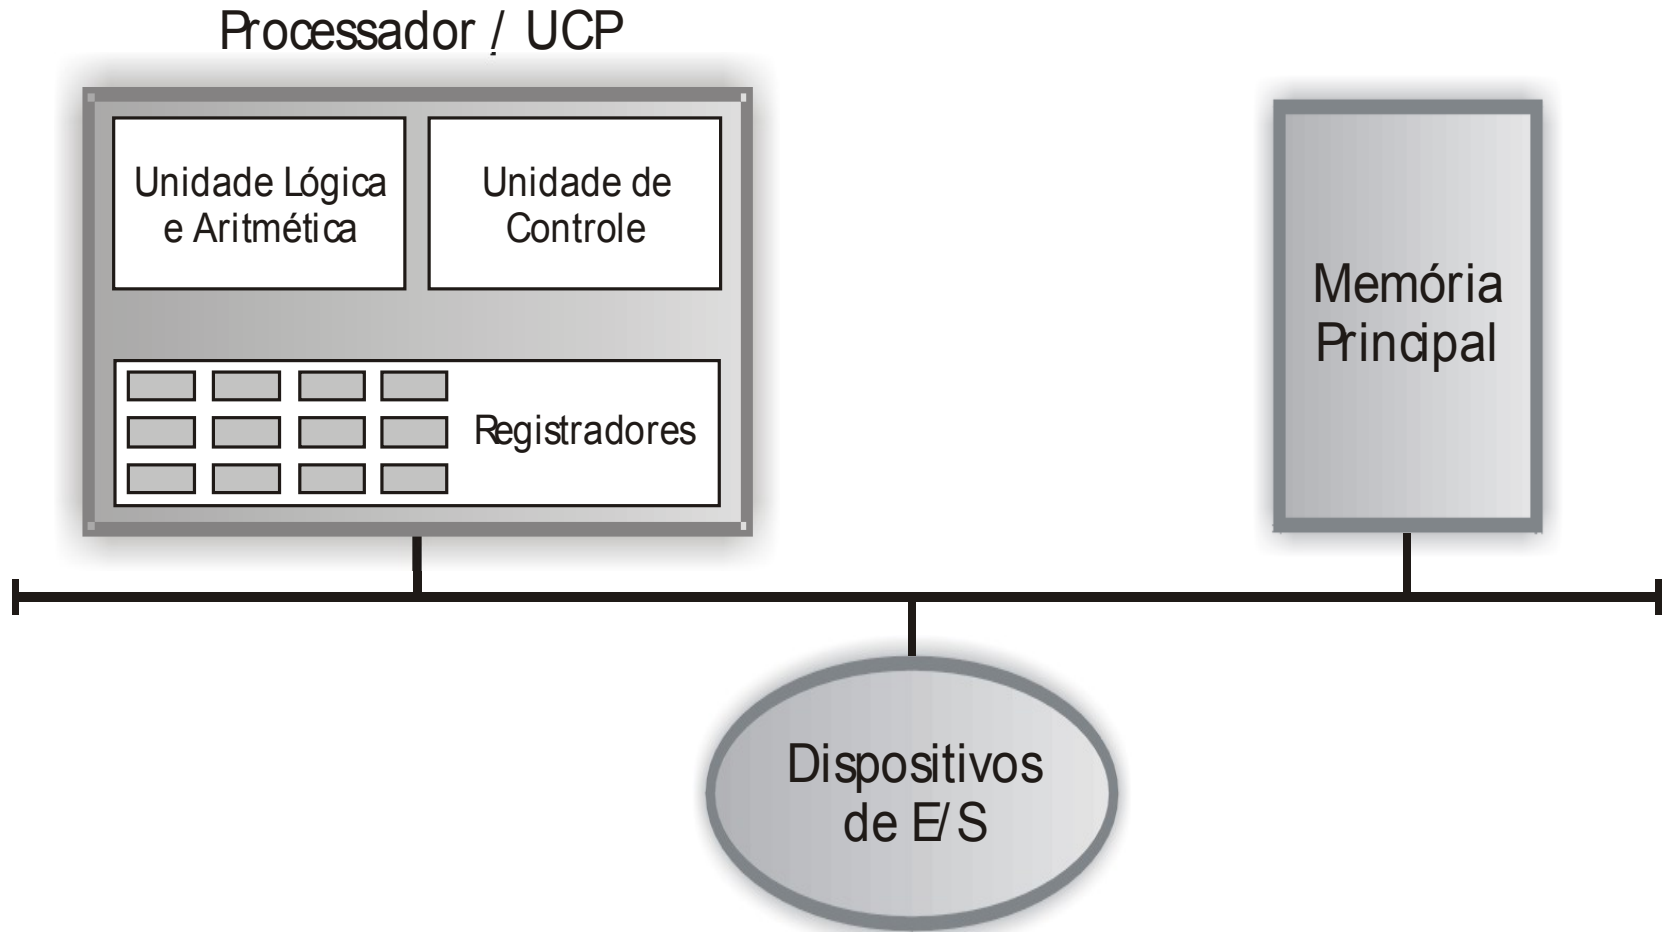 Processador / UCP
Unidade Lógica
e Aritmética
Unidade de
Controle
Registradores
Memória
Principal
Dispositivos
de E/S